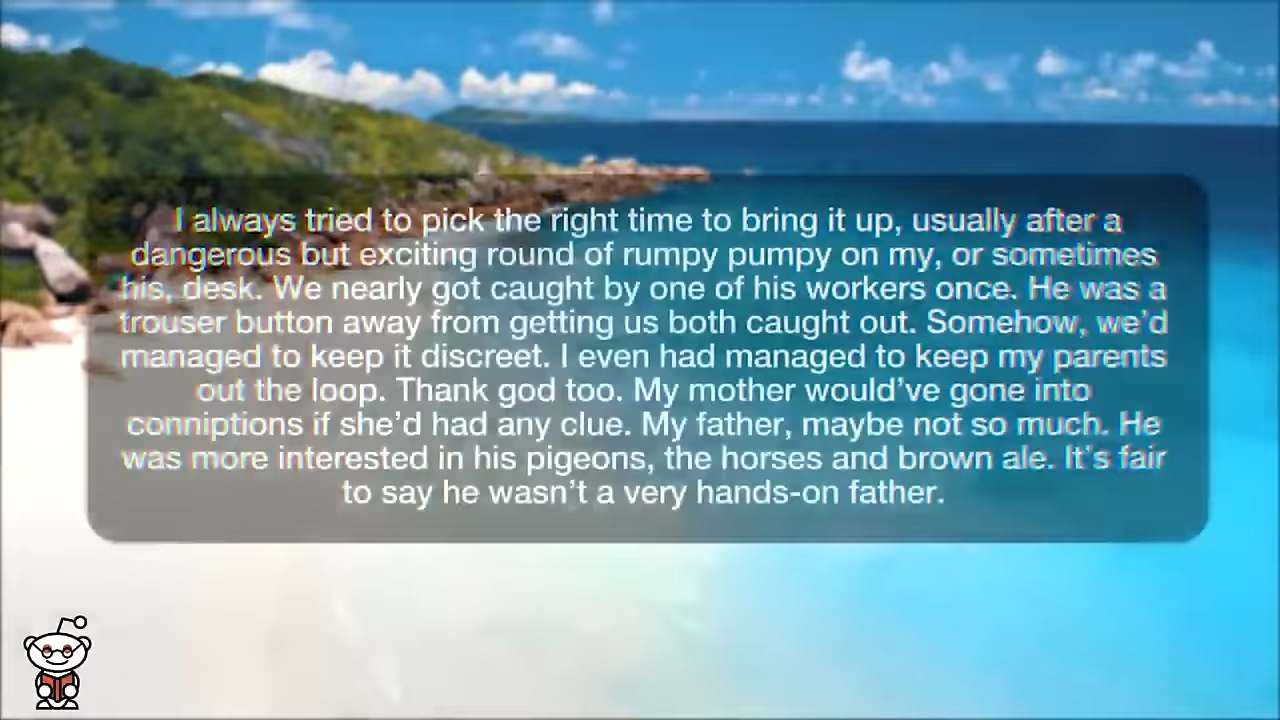 I always tried to pick the right time to bring it up, usually after a
dangerous but exciting round of rumpy pumpy on my, or sometimes
his, desk. We nearly got caught by one of his workers once. He was a
trouser button away from getting us both caught out. Somehow, we’d
managed to keep it discreet. I even had managed to keep my parents
out the loop. Thank god too. My mother would’ve gone into
conniptions if she’d had any clue. My father, maybe not so much. He
was more interested in his pigeons, the horses and brown ale. It’s fair
to say he wasn’t a very hands-on father.